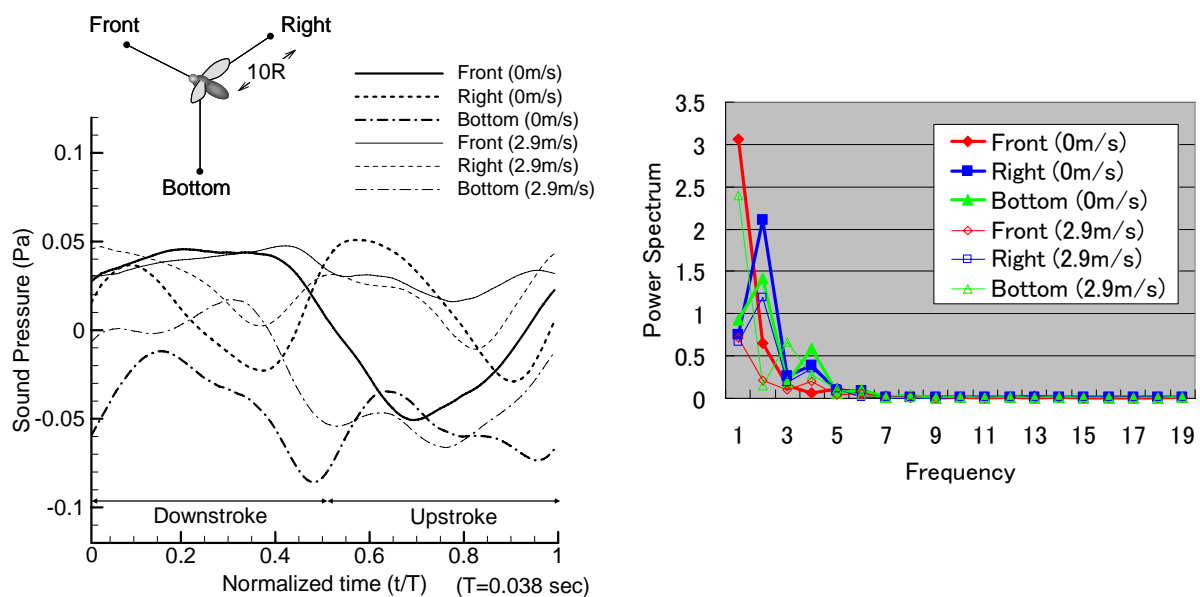 Front
Right
10R
Bottom
Front (0m/s)
Right (0m/s)
Bottom (0m/s)
Front (2.9m/s)
Right (2.9m/s)
Bottom (2.9m/s)
Sound Pressure (Pa)
0.1
0.05
0
-0.05
-0.1
Downstroke
Upstroke
0 0.2 0.4 0.6 0.8 1
Normalized time (t/T) (T=0.038 sec)
Power Spectrum
3.5
3
2.5
2
1.5
1
0.5
0
Front (0m/s)
Right (0m/s)
Bottom (0m/s)
Front (2.9m/s)
Right (2.9m/s)
Bottom (2.9m/s)
1 3 5 7 9 11 13 15 17 19
Frequency